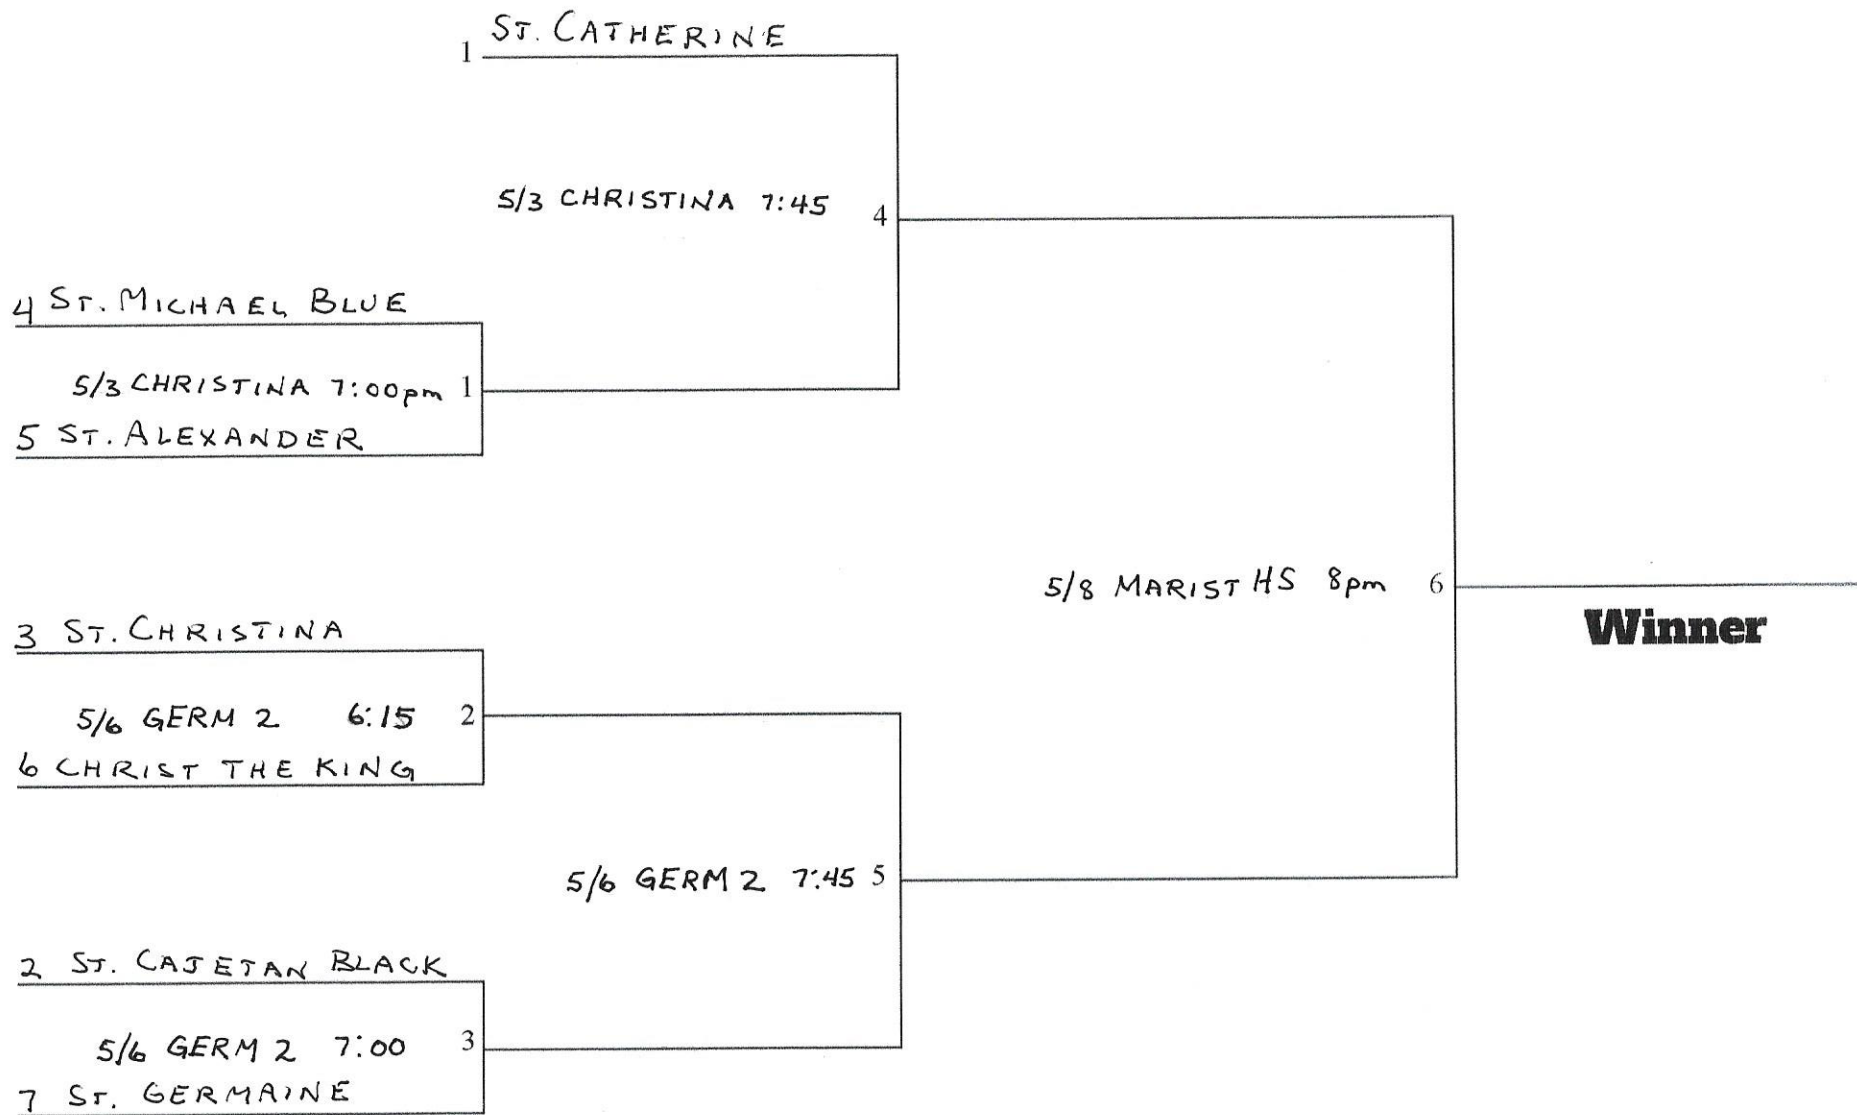 1 ST. CATHERINE
5/3 CHRISTINA 7:45 4
4 ST. MICHAEL BLUE
5/3 CHRISTINA 7:00pm 1
5 ST. ALEXANDER
5/8 MARIST HS 8pm 6
Winner
3 ST. CHRISTINA
5/6 GERM 2 6:15 2
6 CHRIST THE KING
5/6 GERM 2 7:45 5
2 ST. CAJETAN BLACK
5/6 GERM 2 7:00 3
7 ST. GERMAINE